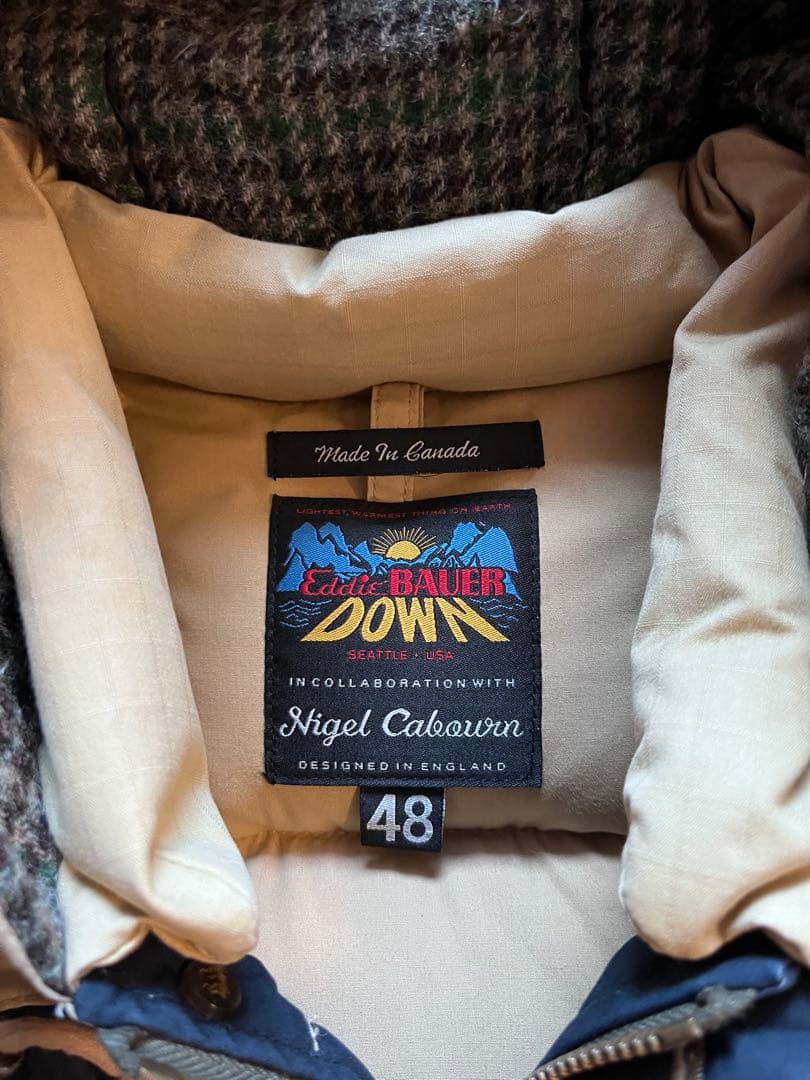 Made In Canada
LIGHTEST, WARMEST THING ON EARTH
Eddie BAUER
DOWN
SEATTLE • USA
IN COLLABORATION WITH
Nigel Cabourn
DESIGNED IN ENGLAND
48